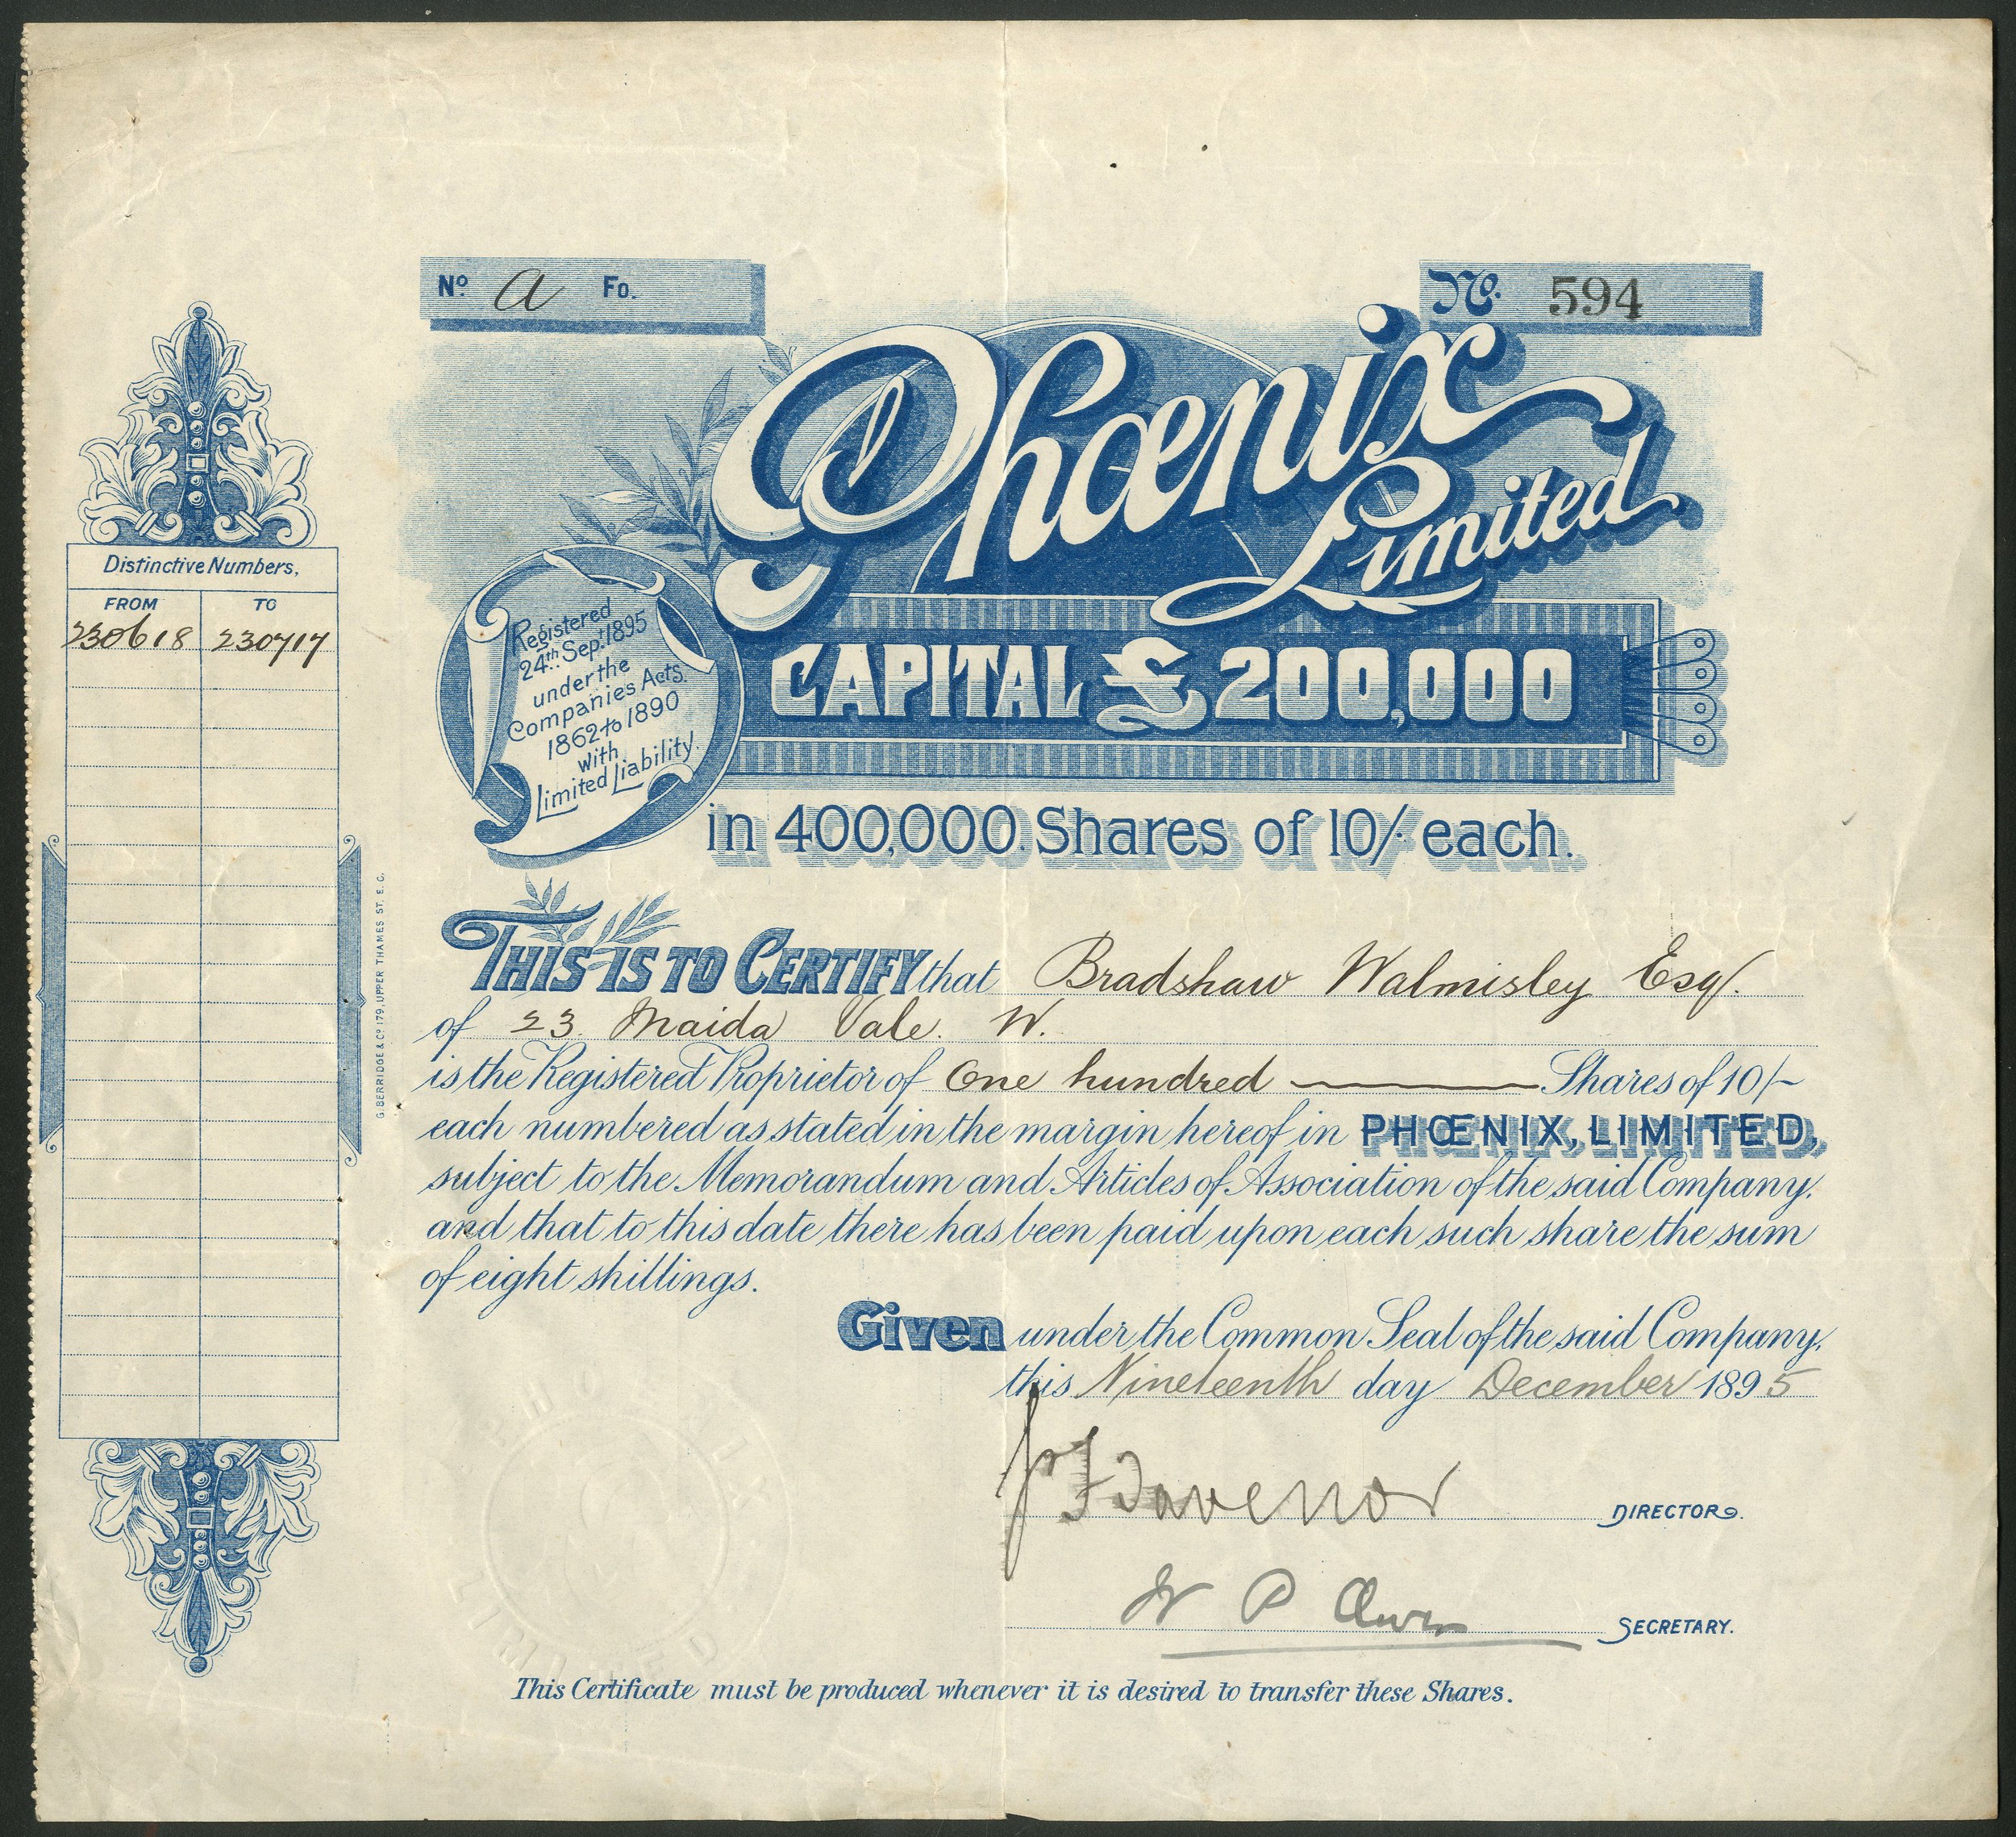 Nº a Fo.
Nº. 594
Phœnix
Limited
CAPITAL £200,000
in 400,000 Shares of 10/- each.
Registered
24th Sept. 1895
under the
Companies Acts.
1862 to 1890
with
Limited Liability.
Distinctive Numbers,
FROM TO
230618 230717
G. BERRIDGE & Cº 179, UPPER THAMES ST. E.C.
THIS IS TO CERTIFY that Bradshaw Walmisley Esqr.
of 23 Maida Vale. W.
is the Registered Proprietor of One hundred Shares of 10/-
each numbered as stated in the margin hereof in PHŒNIX, LIMITED,
subject to the Memorandum and Articles of Association of the said Company.
and that to this date there has been paid upon each such share the sum
of eight shillings.
Given under the Common Seal of the said Company,
this Nineteenth day December 1895
DIRECTOR.
W P Owen
SECRETARY.
PHOENIX
LIMITED
This Certificate must be produced whenever it is desired to transfer these Shares.